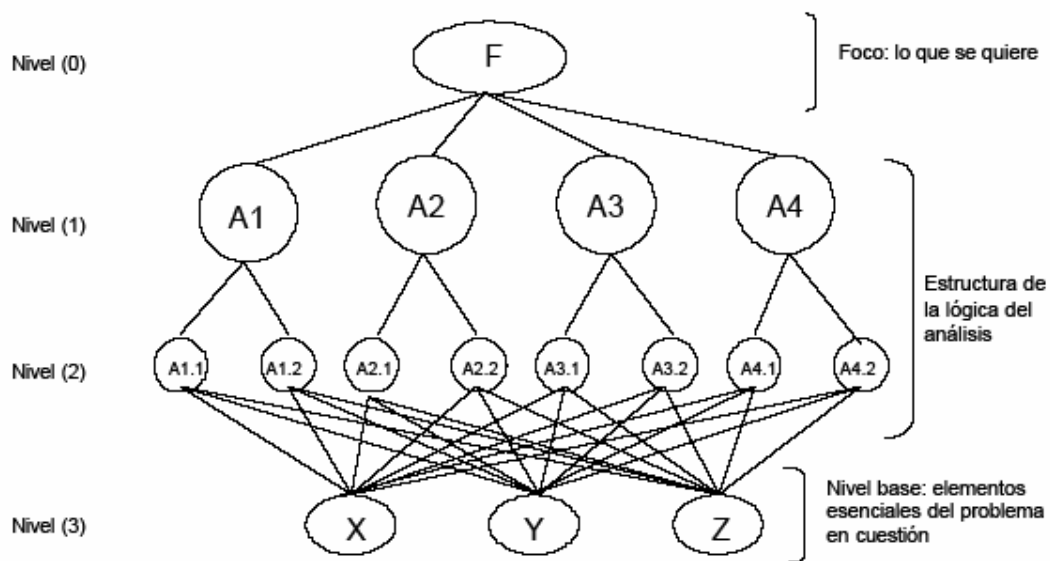 Nivel (0)
F
Foco: lo que se quiere
Nivel (1)
A1
A2
A3
A4
Estructura de
la lógica del
análisis
Nivel (2)
A1.1
A1.2
A2.1
A2.2
A3.1
A3.2
A4.1
A4.2
Nivel (3)
X
Y
Z
Nivel base: elementos
esenciales del problema
en cuestión